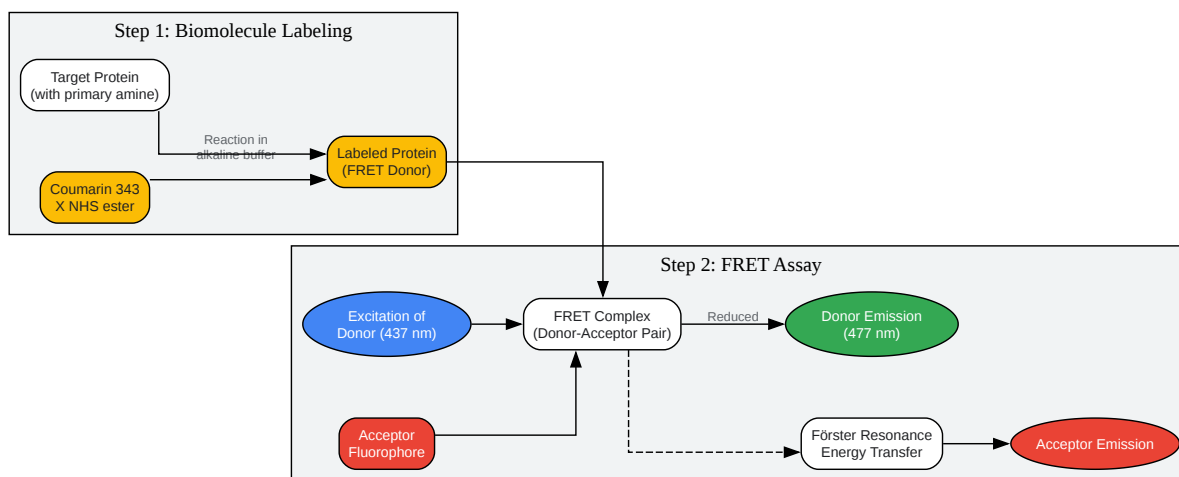 Step 1: Biomolecule Labeling
Target Protein
(with primary amine)
Reaction in
alkaline buffer
Labeled Protein
(FRET Donor)
Coumarin 343
X NHS ester
Step 2: FRET Assay
Excitation of
Donor (437 nm)
FRET Complex
(Donor-Acceptor Pair)
Reduced
Donor Emission
(477 nm)
Acceptor
Fluorophore
Förster Resonance
Energy Transfer
Acceptor Emission